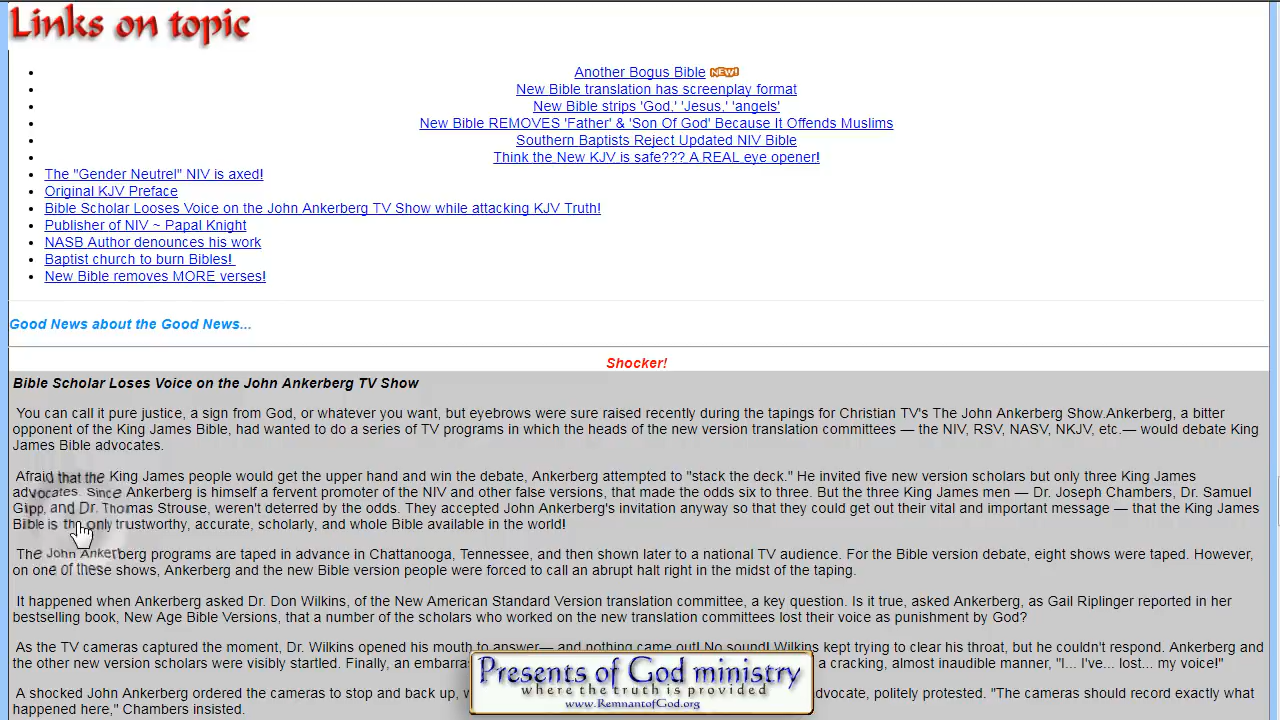 Links on topic
Another Bogus Bible NEW!
New Bible translation has screenplay format
New Bible strips 'God,' 'Jesus,' 'angels'
New Bible REMOVES 'Father' & 'Son Of God' Because It Offends Muslims
Southern Baptists Reject Updated NIV Bible
Think the New KJV is safe??? A REAL eye opener!
The "Gender Neutrel" NIV is axed!
Original KJV Preface
Bible Scholar Looses Voice on the John Ankerberg TV Show while attacking KJV Truth!
Publisher of NIV ~ Papal Knight
NASB Author denounces his work
Baptist church to burn Bibles!
New Bible removes MORE verses!
Good News about the Good News...
Shocker!
Bible Scholar Loses Voice on the John Ankerberg TV Show
You can call it pure justice, a sign from God, or whatever you want, but eyebrows were sure raised recently during the tapings for Christian TV's The John Ankerberg Show.Ankerberg, a bitter
opponent of the King James Bible, had wanted to do a series of TV programs in which the heads of the new version translation committees — the NIV, RSV, NASV, NKJV, etc.— would debate King
James Bible advocates.
Afraid that the King James people would get the upper hand and win the debate, Ankerberg attempted to "stack the deck." He invited five new version scholars but only three King James
advocates. Since Ankerberg is himself a fervent promoter of the NIV and other false versions, that made the odds six to three. But the three King James men — Dr. Joseph Chambers, Dr. Samuel
Gipp, and Dr. Thomas Strouse, weren't deterred by the odds. They accepted John Ankerberg's invitation anyway so that they could get out their vital and important message — that the King James
Bible is the only trustworthy, accurate, scholarly, and whole Bible available in the world!
The John Ankerberg programs are taped in advance in Chattanooga, Tennessee, and then shown later to a national TV audience. For the Bible version debate, eight shows were taped. However,
on one of these shows, Ankerberg and the new Bible version people were forced to call an abrupt halt right in the midst of the taping.
It happened when Ankerberg asked Dr. Don Wilkins, of the New American Standard Version translation committee, a key question. Is it true, asked Ankerberg, as Gail Riplinger reported in her
bestselling book, New Age Bible Versions, that a number of the scholars who worked on the new translation committees lost their voice as punishment by God?
As the TV cameras captured the moment, Dr. Wilkins opened his mouth to answer— and nothing came out! No sound! Wilkins kept trying to clear his throat, but he couldn't respond. Ankerberg and
the other new version scholars were visibly startled. Finally, an embarra a cracking, almost inaudible manner, "I... I've... lost... my voice!"
A shocked John Ankerberg ordered the cameras to stop and back up, advocate, politely protested. "The cameras should record exactly what
happened here," Chambers insisted.
Presents of God ministry
where the truth is provided
www.RemnantofGod.org